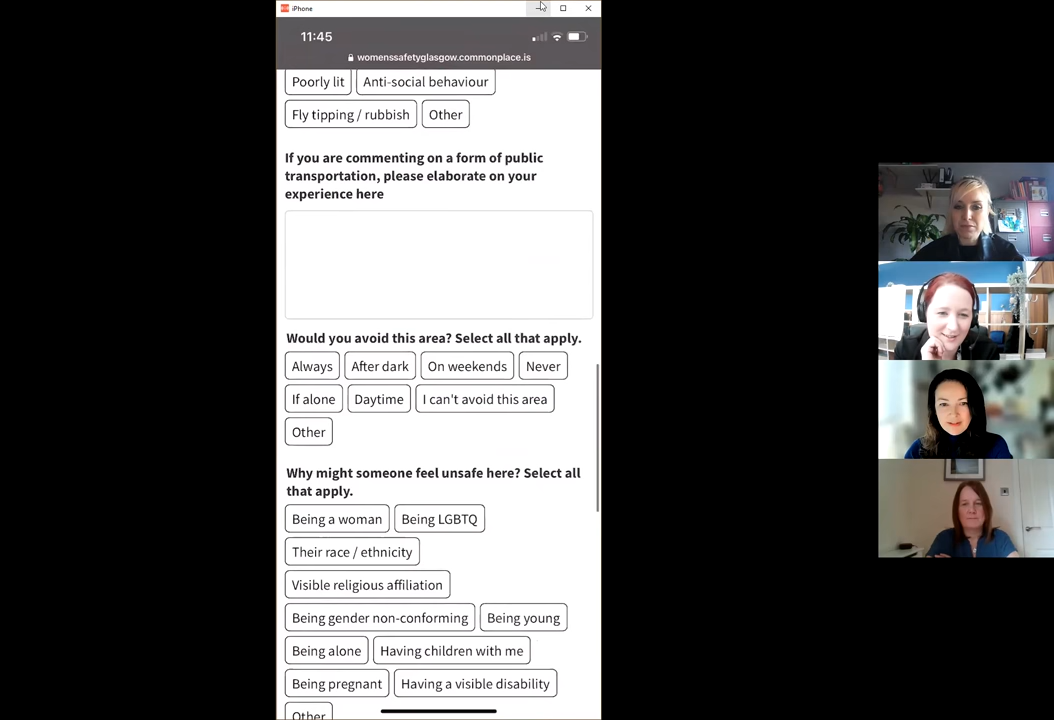 iPhone
11:45
womenssafetyglasgow.commonplace.is
Poorly lit Anti-social behaviour
Fly tipping / rubbish Other
If you are commenting on a form of public
transportation, please elaborate on your
experience here
Would you avoid this area? Select all that apply.
Always After dark On weekends Never
If alone Daytime I can't avoid this area
Other
Why might someone feel unsafe here? Select all
that apply.
Being a woman Being LGBTQ
Their race / ethnicity
Visible religious affiliation
Being gender non-conforming Being young
Being alone Having children with me
Being pregnant Having a visible disability
Other